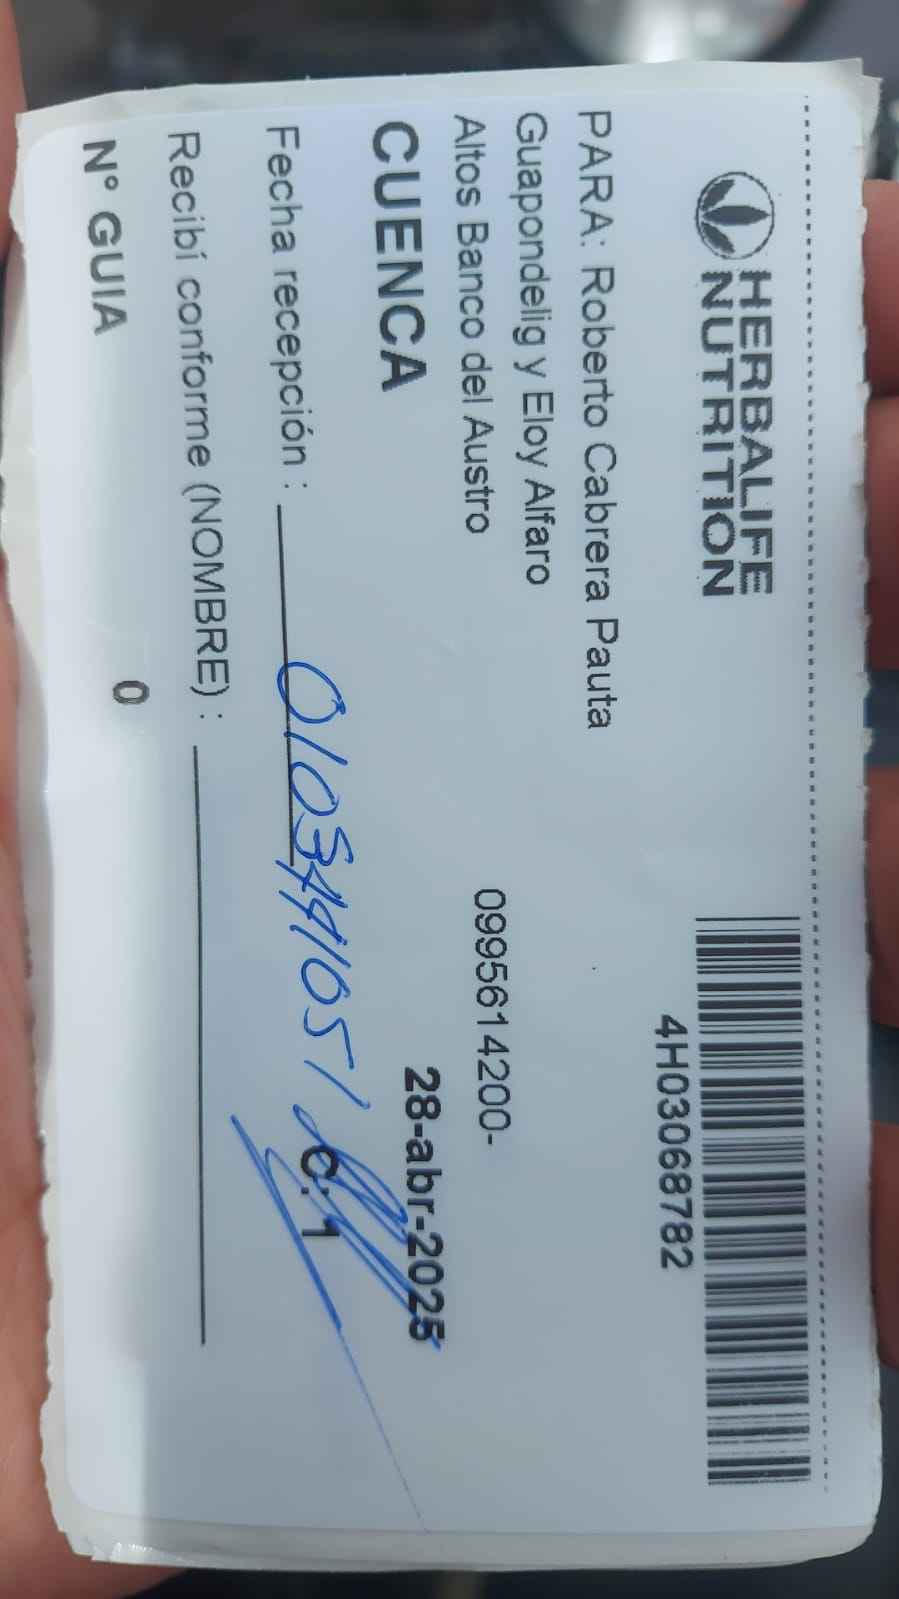 HERBALIFE
NUTRITION
4H03068782
PARA: Roberto Cabrera Pauta
Guapondelig y Eloy Alfaro
Altos Banco del Austro
0995614200-
CUENCA
28-abr-2025
Fecha recepción :
C: 1
Recibí conforme (NOMBRE) :
N° GUIA
0